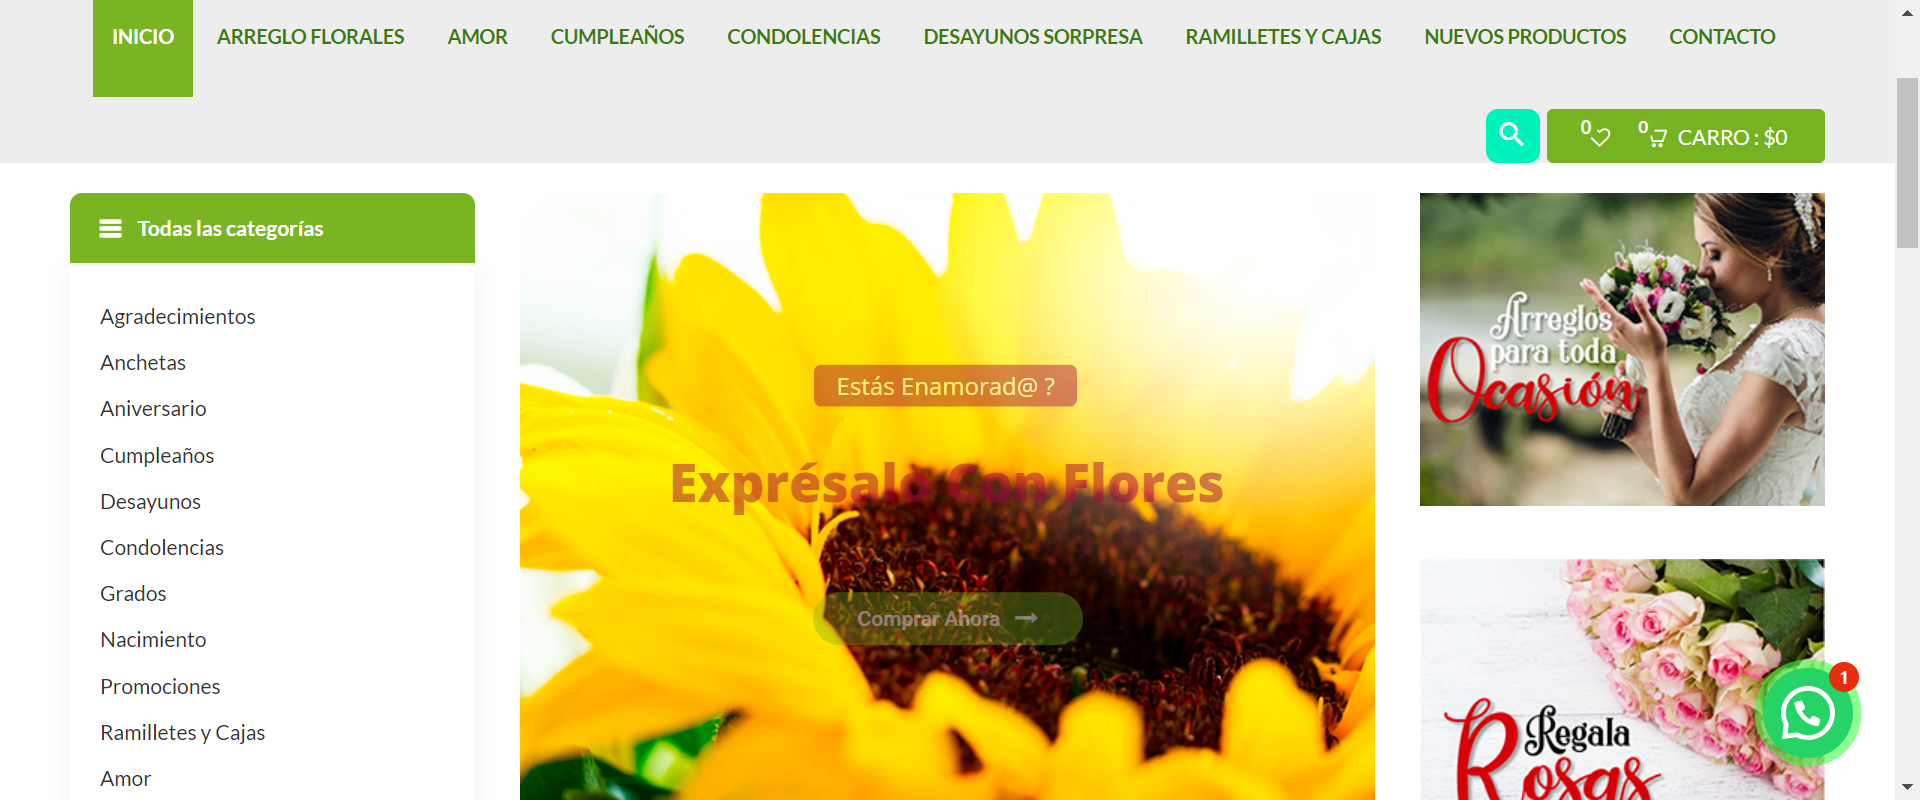 INICIO
ARREGLO FLORALES
AMOR
CUMPLEAÑOS
CONDOLENCIAS
DESAYUNOS SORPRESA
RAMILLETES Y CAJAS
NUEVOS PRODUCTOS
CONTACTO
0
0
CARRO : $0
Todas las categorías
Agradecimientos
Anchetas
Aniversario
Cumpleaños
Desayunos
Condolencias
Grados
Nacimiento
Promociones
Ramilletes y Cajas
Amor
Estás Enamorad@ ?
Exprésalo Con Flores
Comprar Ahora
Arreglos
para toda
Ocasión
Regala
Rosas
1